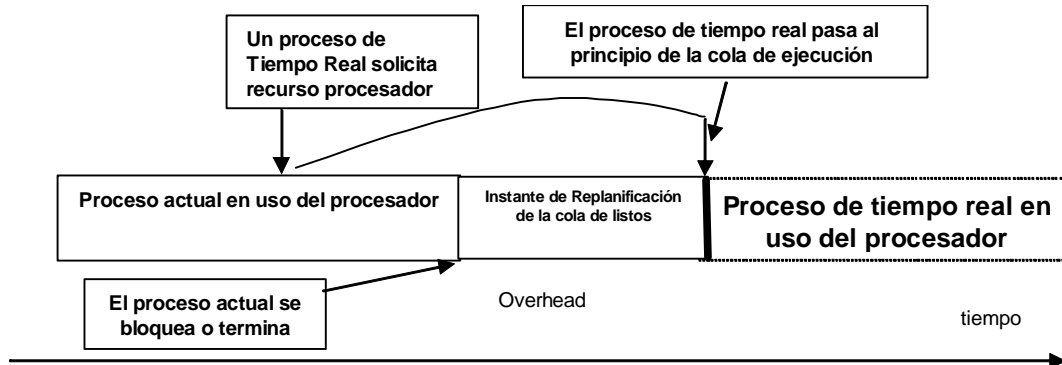 Un proceso de
Tiempo Real solicita
recurso procesador
El proceso de tiempo real pasa al
principio de la cola de ejecución
Proceso actual en uso del procesador
Instante de Replanificación
de la cola de listos
Proceso de tiempo real en
uso del procesador
El proceso actual se
bloquea o termina
Overhead
tiempo